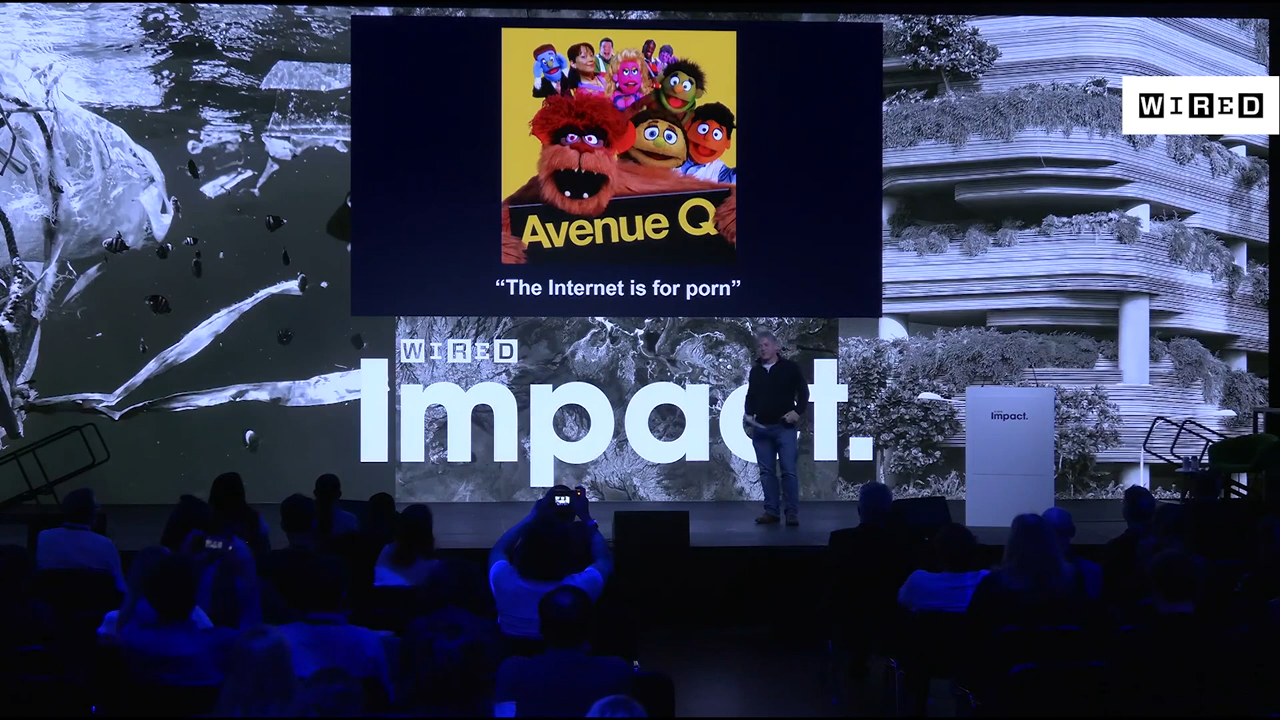 WIRED
Avenue Q
“The Internet is for porn”
WIRED
Impact.
Impact.